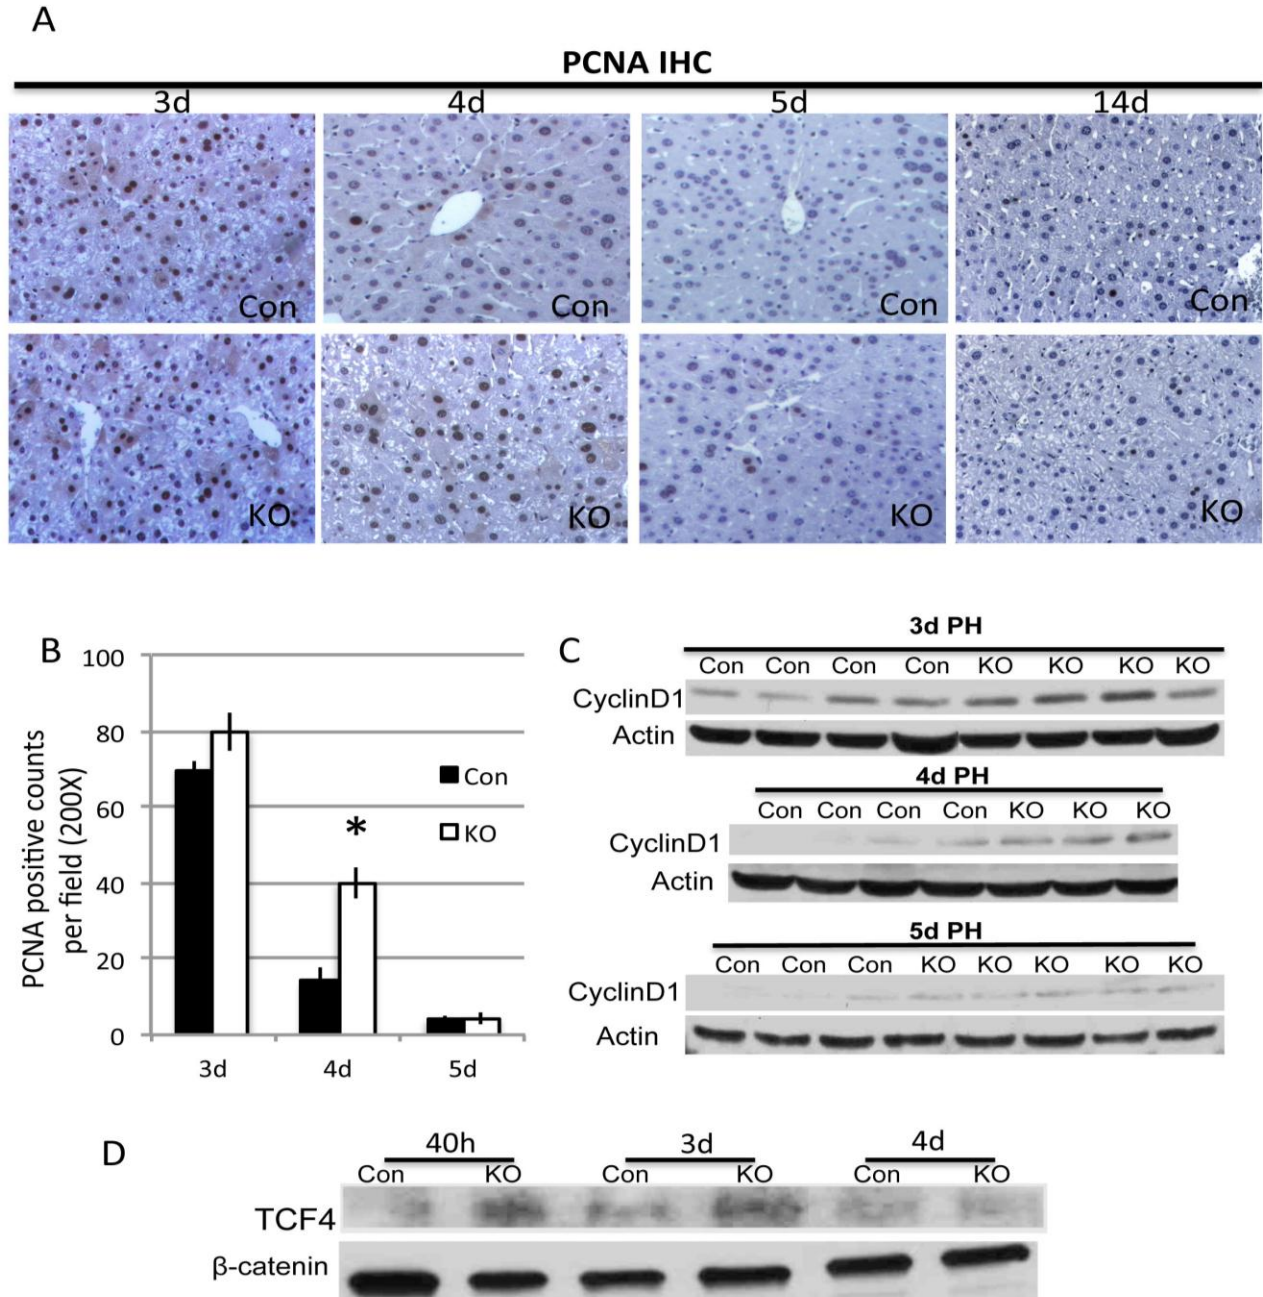 A
PCNA IHC
3d 4d 5d 14d
Con Con Con Con
KO KO KO KO
B
PCNA positive counts
per field (200X)
100
80
60
40
20
0
*
Con
KO
3d 4d 5d
C
3d PH
Con Con Con Con KO KO KO KO
CyclinD1
Actin
4d PH
Con Con Con Con KO KO KO
CyclinD1
Actin
5d PH
Con Con Con KO KO KO KO KO
CyclinD1
Actin
D
40h 3d 4d
Con KO Con KO Con KO
TCF4
β-catenin